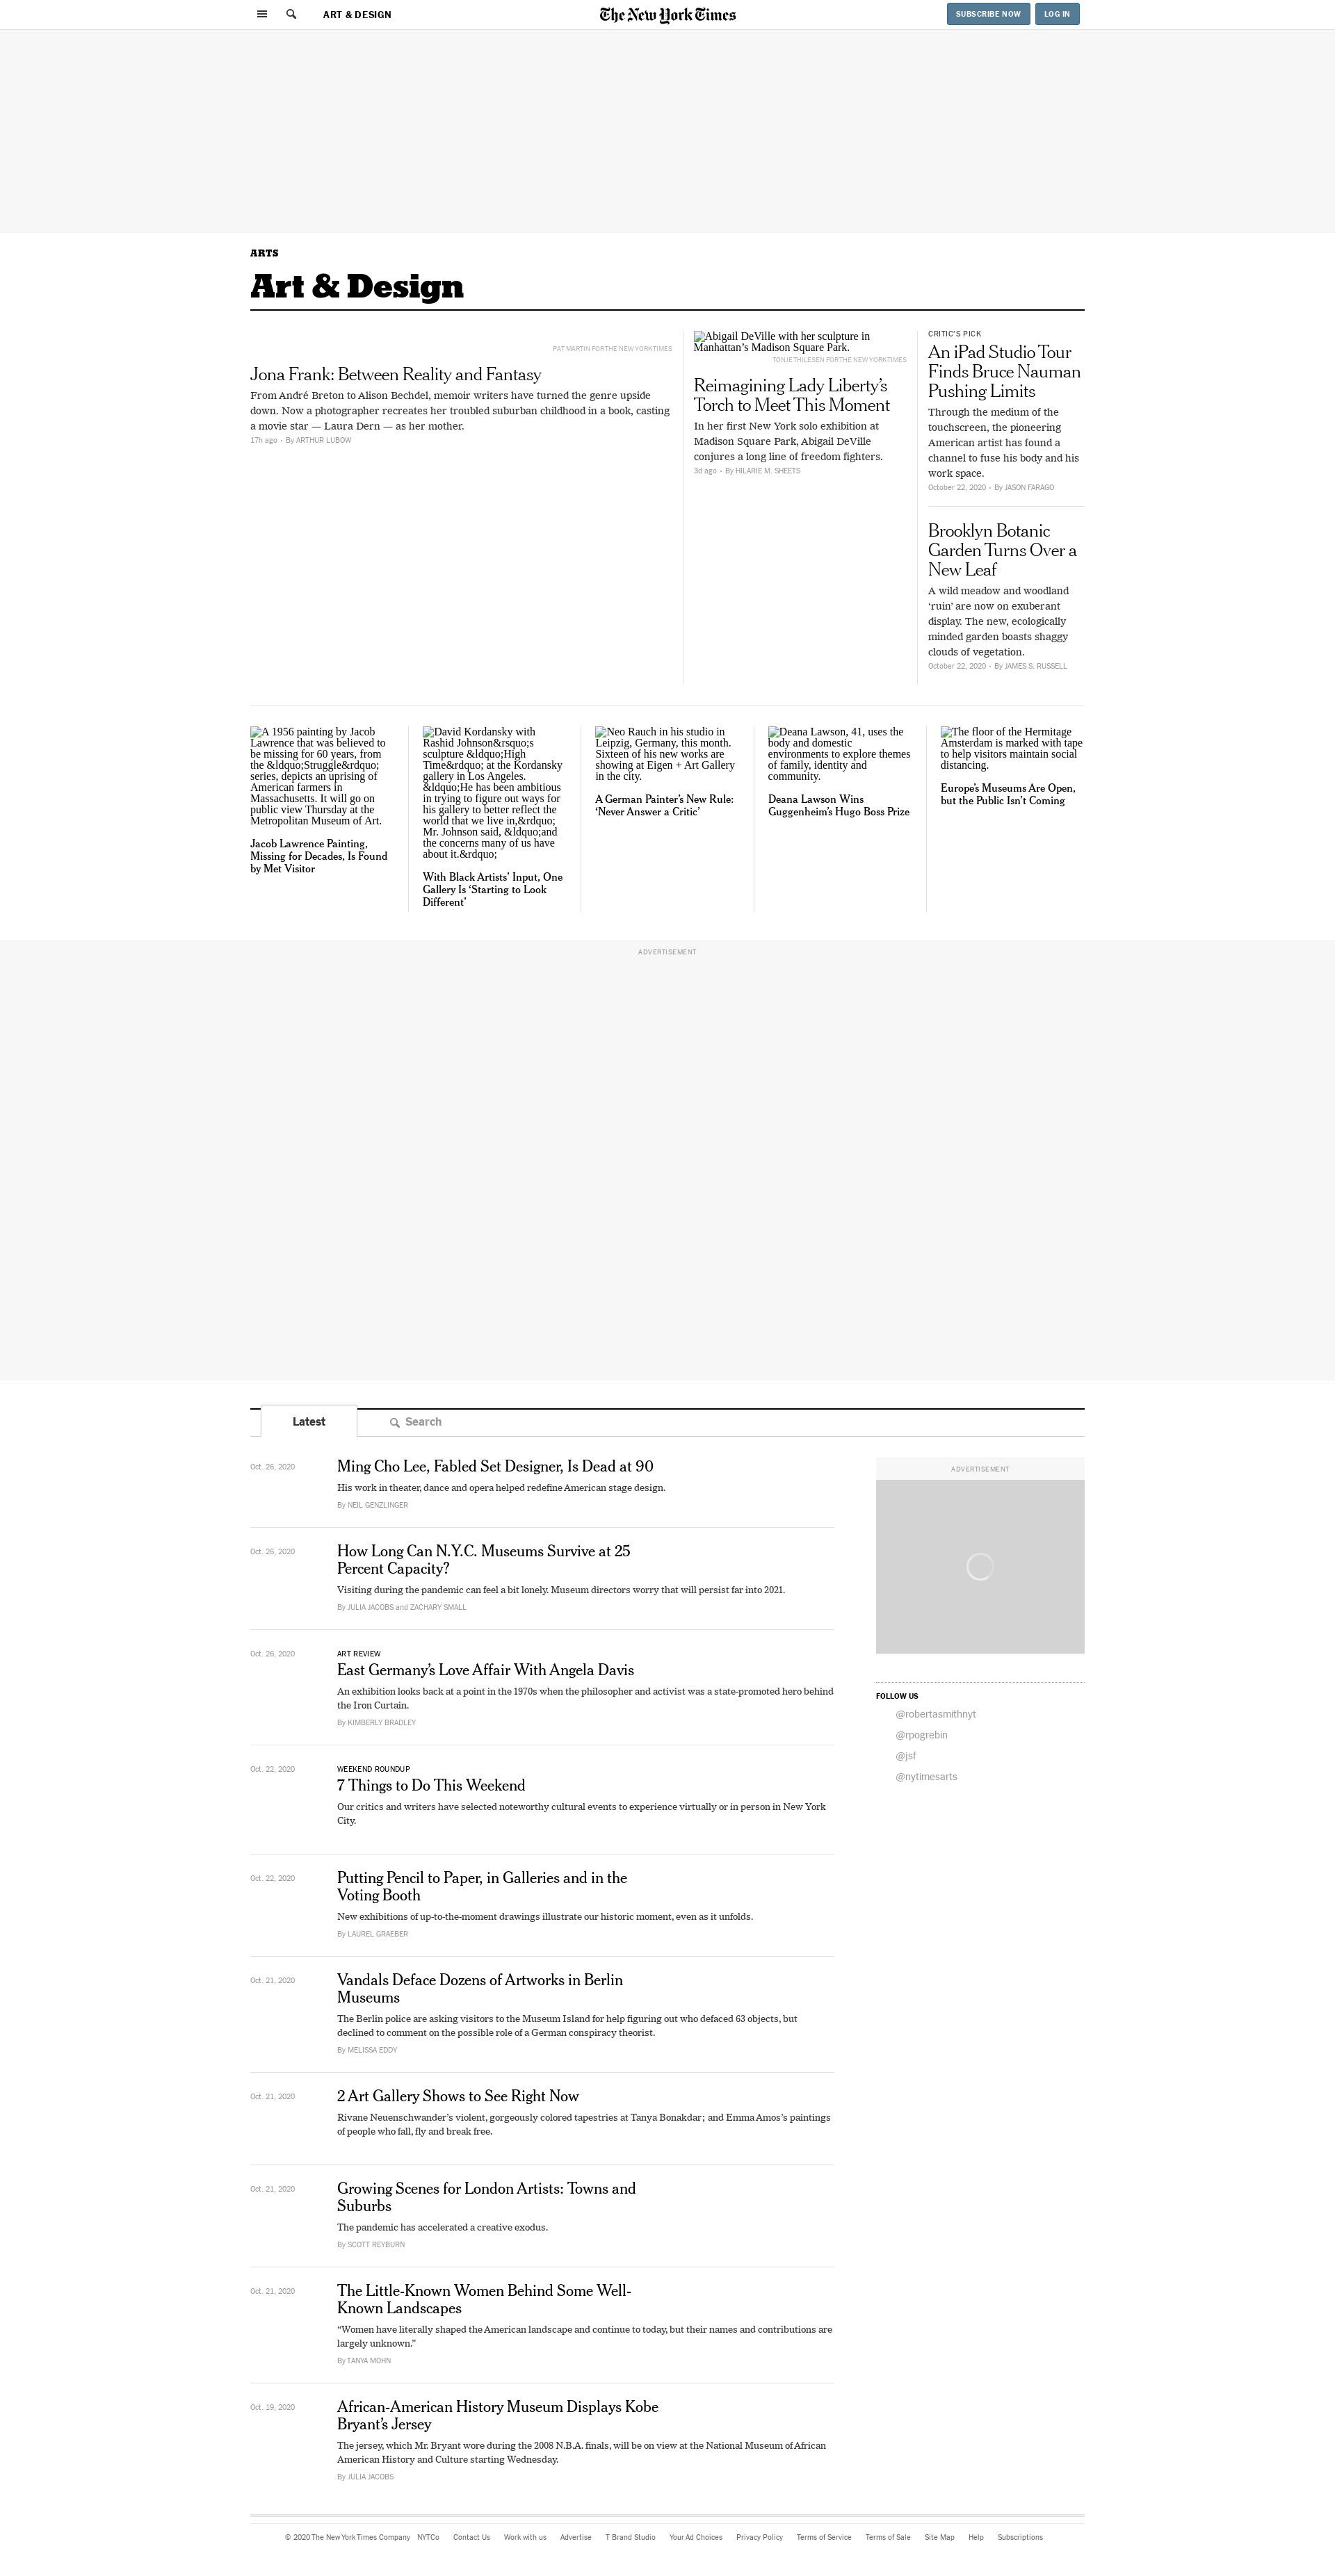 ART & DESIGN
The New York Times
SUBSCRIBE NOW
LOG IN
ARTS
Art & Design
PAT MARTIN FOR THE NEW YORK TIMES
Jona Frank: Between Reality and Fantasy
From André Breton to Alison Bechdel, memoir writers have turned the genre upside
down. Now a photographer recreates her troubled suburban childhood in a book, casting
a movie star — Laura Dern — as her mother.
17h ago • By ARTHUR LUBOW
Abigail DeVille with her sculpture in
Manhattan’s Madison Square Park.
TONJE THILESEN FOR THE NEW YORK TIMES
Reimagining Lady Liberty’s
Torch to Meet This Moment
In her first New York solo exhibition at
Madison Square Park, Abigail DeVille
conjures a long line of freedom fighters.
3d ago • By HILARIE M. SHEETS
CRITIC’S PICK
An iPad Studio Tour
Finds Bruce Nauman
Pushing Limits
Through the medium of the
touchscreen, the pioneering
American artist has found a
channel to fuse his body and his
work space.
October 22, 2020 • By JASON FARAGO
Brooklyn Botanic
Garden Turns Over a
New Leaf
A wild meadow and woodland
‘ruin’ are now on exuberant
display. The new, ecologically
minded garden boasts shaggy
clouds of vegetation.
October 22, 2020 • By JAMES S. RUSSELL
A 1956 painting by Jacob
Lawrence that was believed to
be missing for 60 years, from
the &ldquo;Struggle&rdquo;
series, depicts an uprising of
American farmers in
Massachusetts. It will go on
public view Thursday at the
Metropolitan Museum of Art.
Jacob Lawrence Painting,
Missing for Decades, Is Found
by Met Visitor
David Kordansky with
Rashid Johnson&rsquo;s
sculpture &ldquo;High
Time&rdquo; at the Kordansky
gallery in Los Angeles.
&ldquo;He has been ambitious
in trying to figure out ways for
his gallery to better reflect the
world that we live in,&rdquo;
Mr. Johnson said, &ldquo;and
the concerns many of us have
about it.&rdquo;
With Black Artists’ Input, One
Gallery Is ‘Starting to Look
Different’
Neo Rauch in his studio in
Leipzig, Germany, this month.
Sixteen of his new works are
showing at Eigen + Art Gallery
in the city.
A German Painter’s New Rule:
‘Never Answer a Critic’
Deana Lawson, 41, uses the
body and domestic
environments to explore themes
of family, identity and
community.
Deana Lawson Wins
Guggenheim’s Hugo Boss Prize
The floor of the Hermitage
Amsterdam is marked with tape
to help visitors maintain social
distancing.
Europe’s Museums Are Open,
but the Public Isn’t Coming
ADVERTISEMENT
Latest
Search
Oct. 26, 2020
Ming Cho Lee, Fabled Set Designer, Is Dead at 90
His work in theater, dance and opera helped redefine American stage design.
By NEIL GENZLINGER
Oct. 26, 2020
How Long Can N.Y.C. Museums Survive at 25
Percent Capacity?
Visiting during the pandemic can feel a bit lonely. Museum directors worry that will persist far into 2021.
By JULIA JACOBS and ZACHARY SMALL
Oct. 26, 2020
ART REVIEW
East Germany’s Love Affair With Angela Davis
An exhibition looks back at a point in the 1970s when the philosopher and activist was a state-promoted hero behind
the Iron Curtain.
By KIMBERLY BRADLEY
Oct. 22, 2020
WEEKEND ROUNDUP
7 Things to Do This Weekend
Our critics and writers have selected noteworthy cultural events to experience virtually or in person in New York
City.
Oct. 22, 2020
Putting Pencil to Paper, in Galleries and in the
Voting Booth
New exhibitions of up-to-the-moment drawings illustrate our historic moment, even as it unfolds.
By LAUREL GRAEBER
Oct. 21, 2020
Vandals Deface Dozens of Artworks in Berlin
Museums
The Berlin police are asking visitors to the Museum Island for help figuring out who defaced 63 objects, but
declined to comment on the possible role of a German conspiracy theorist.
By MELISSA EDDY
Oct. 21, 2020
2 Art Gallery Shows to See Right Now
Rivane Neuenschwander’s violent, gorgeously colored tapestries at Tanya Bonakdar; and Emma Amos’s paintings
of people who fall, fly and break free.
Oct. 21, 2020
Growing Scenes for London Artists: Towns and
Suburbs
The pandemic has accelerated a creative exodus.
By SCOTT REYBURN
Oct. 21, 2020
The Little-Known Women Behind Some Well-
Known Landscapes
“Women have literally shaped the American landscape and continue to today, but their names and contributions are
largely unknown.”
By TANYA MOHN
Oct. 19, 2020
African-American History Museum Displays Kobe
Bryant’s Jersey
The jersey, which Mr. Bryant wore during the 2008 N.B.A. finals, will be on view at the National Museum of African
American History and Culture starting Wednesday.
By JULIA JACOBS
ADVERTISEMENT
FOLLOW US
@robertasmithnyt
@rpogrebin
@jsf
@nytimesarts
© 2020 The New York Times Company NYTCo Contact Us Work with us Advertise T Brand Studio Your Ad Choices Privacy Policy Terms of Service Terms of Sale Site Map Help Subscriptions